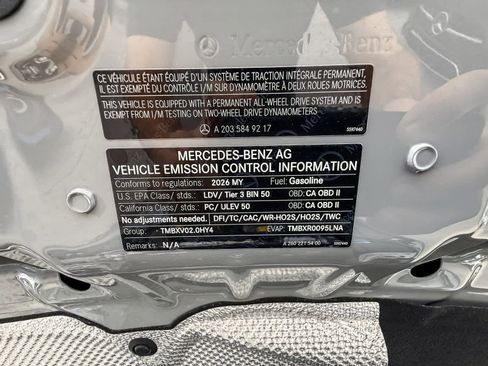 Mercedes-Benz
CE VÉHICULE ÉTANT ÉQUIPÉ D'UN SYSTÈME DE TRACTION INTÉGRALE PERMANENT,
IL EST EXEMPTÉ DU CONTRÔLE I/M SUR DYNAMOMÈTRE À DEUX ROUES MOTRICES.
THIS VEHICLE IS EQUIPPED WITH A PERMANENT ALL-WHEEL DRIVE SYSTEM AND IS
EXEMPT FROM I/M TESTING ON TWO-WHEEL DRIVE DYNAMOMETERS
A 203 584 92 17
5597440
MERCEDES-BENZ AG
VEHICLE EMISSION CONTROL INFORMATION
Conforms to regulations: 2026 MY Fuel: Gasoline
U.S. EPA Class / stds.: LDV/ Tier 3 BIN 50 OBD: CA OBD II
California Class / stds.: PC/ ULEV 50 OBD: CA OBD II
No adjustments needed. DFI/TC/CAC/WR-HO2S/HO2S/TWC
Group: TMBXV02.0HY4 EVAP: TMBXR0095LNA
Remarks: N/A A 260 221 54 00